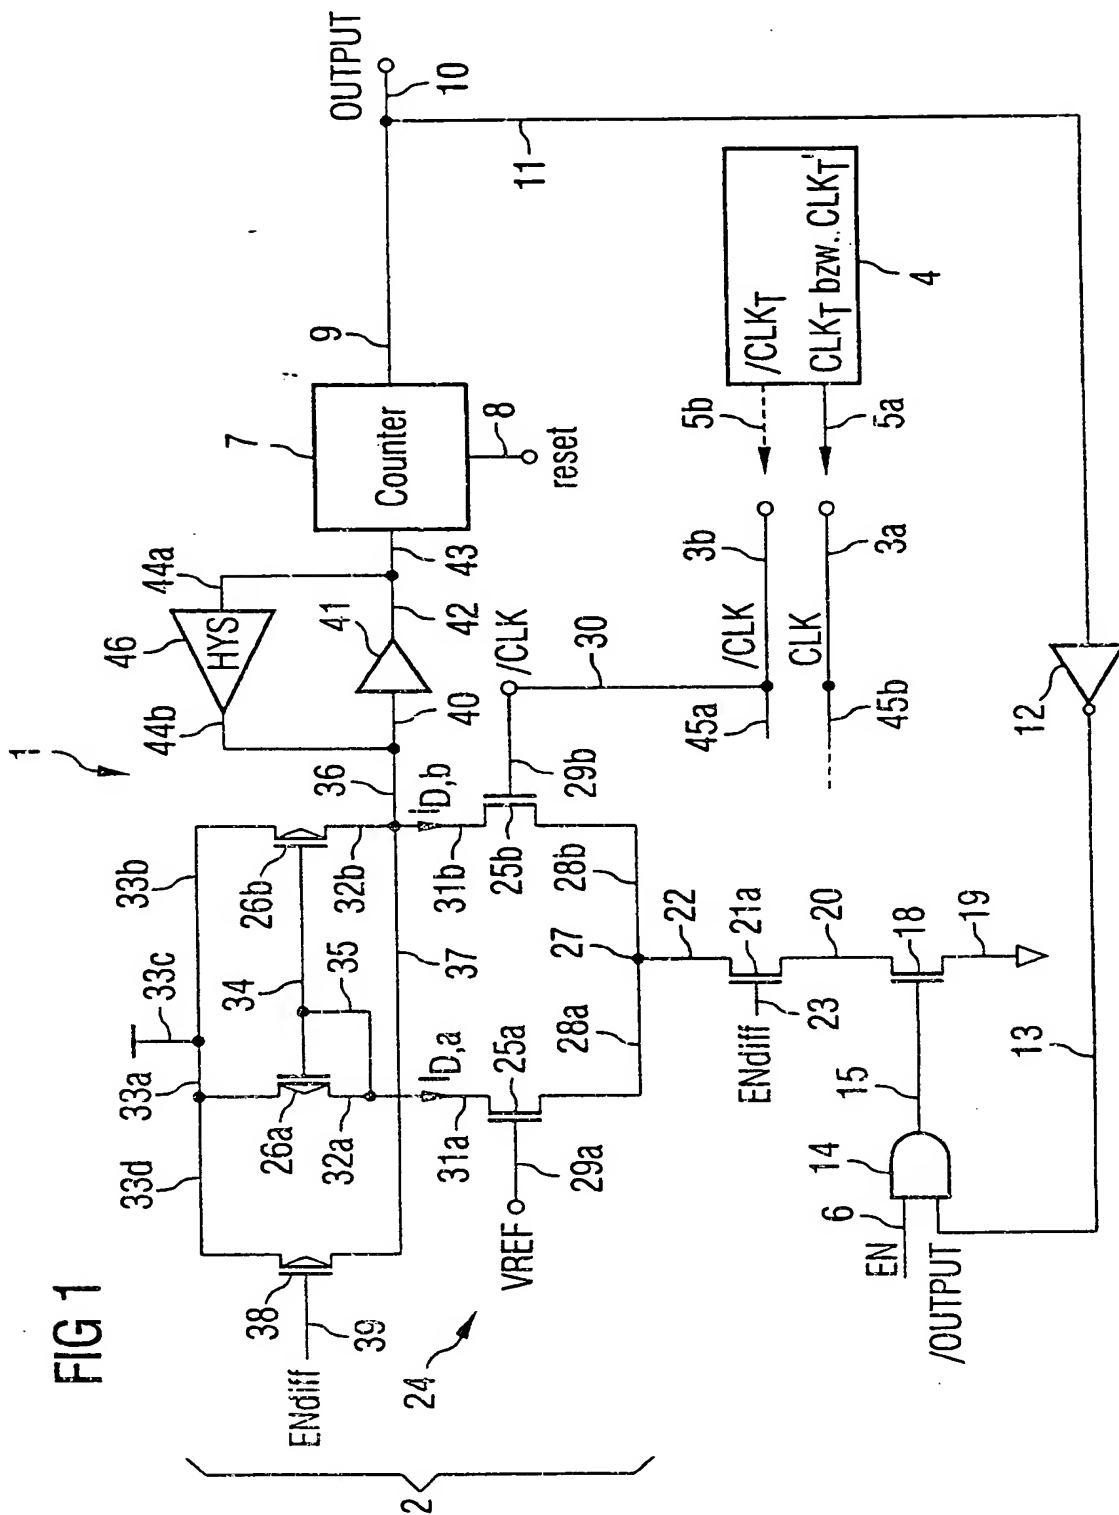 FIG 1
1
2
24
ENdiff
39
38
33d
33a
33c
33b
26a
26b
34
35
32a
32b
36
37
44b
46
HYS
44a
40
41
42
43
7
Counter
8
reset
9
OUTPUT
10
11
VREF
29a
31a
ID,a
25a
28a
31b
iD,b
25b
28b
29b
/CLK
30
27
22
21a
ENdiff
23
20
18
19
45a
/CLK
3b
5b
/CLKT
CLK
45b
3a
5a
CLKT bzw. CLKT'
4
EN
6
/OUTPUT
14
15
13
12